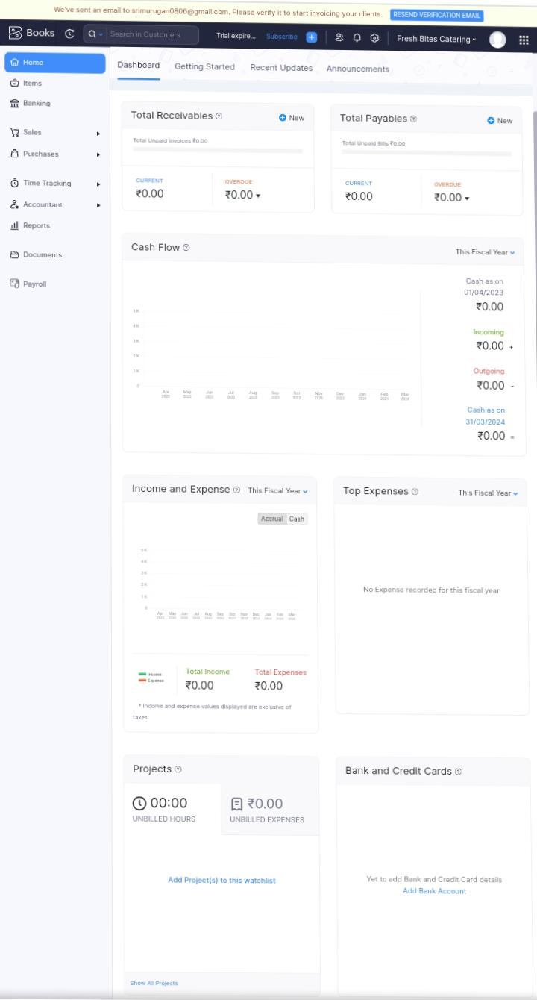 We've sent an email to srimurugan0806@gmail.com. Please verify it to start invoicing your clients. RESEND VERIFICATION EMAIL
Books
Search in Customers
Trial expire... Subscribe
Fresh Bites Catering
Home
Items
Banking
Sales
Purchases
Time Tracking
Accountant
Reports
Documents
Payroll
Dashboard Getting Started Recent Updates Announcements
Total Receivables
New
Total Unpaid Invoices ₹0.00
CURRENT
₹0.00
OVERDUE
₹0.00
Total Payables
New
Total Unpaid Bills ₹0.00
CURRENT
₹0.00
OVERDUE
₹0.00
Cash Flow
This Fiscal Year
5 K
4 K
3 K
2 K
1 K
0
Apr May Jun Jul Aug Sep Oct Nov Dec Jan Feb Mar
2023 2023 2023 2023 2023 2023 2023 2023 2023 2024 2024 2024
Cash as on
01/04/2023
₹0.00
Incoming
₹0.00 +
Outgoing
₹0.00 -
Cash as on
31/03/2024
₹0.00 =
Income and Expense
This Fiscal Year
Accrual Cash
5 K
4 K
3 K
2 K
1 K
0
Apr May Jun Jul Aug Sep Oct Nov Dec Jan Feb Mar
2023 2023 2023 2023 2023 2023 2023 2023 2023 2024 2024 2024
Income
Expense
Total Income
₹0.00
Total Expenses
₹0.00
* Income and expense values displayed are exclusive of
taxes.
Top Expenses
This Fiscal Year
No Expense recorded for this fiscal year
Projects
00:00
UNBILLED HOURS
₹0.00
UNBILLED EXPENSES
Add Project(s) to this watchlist
Show All Projects
Bank and Credit Cards
Yet to add Bank and Credit Card details
Add Bank Account